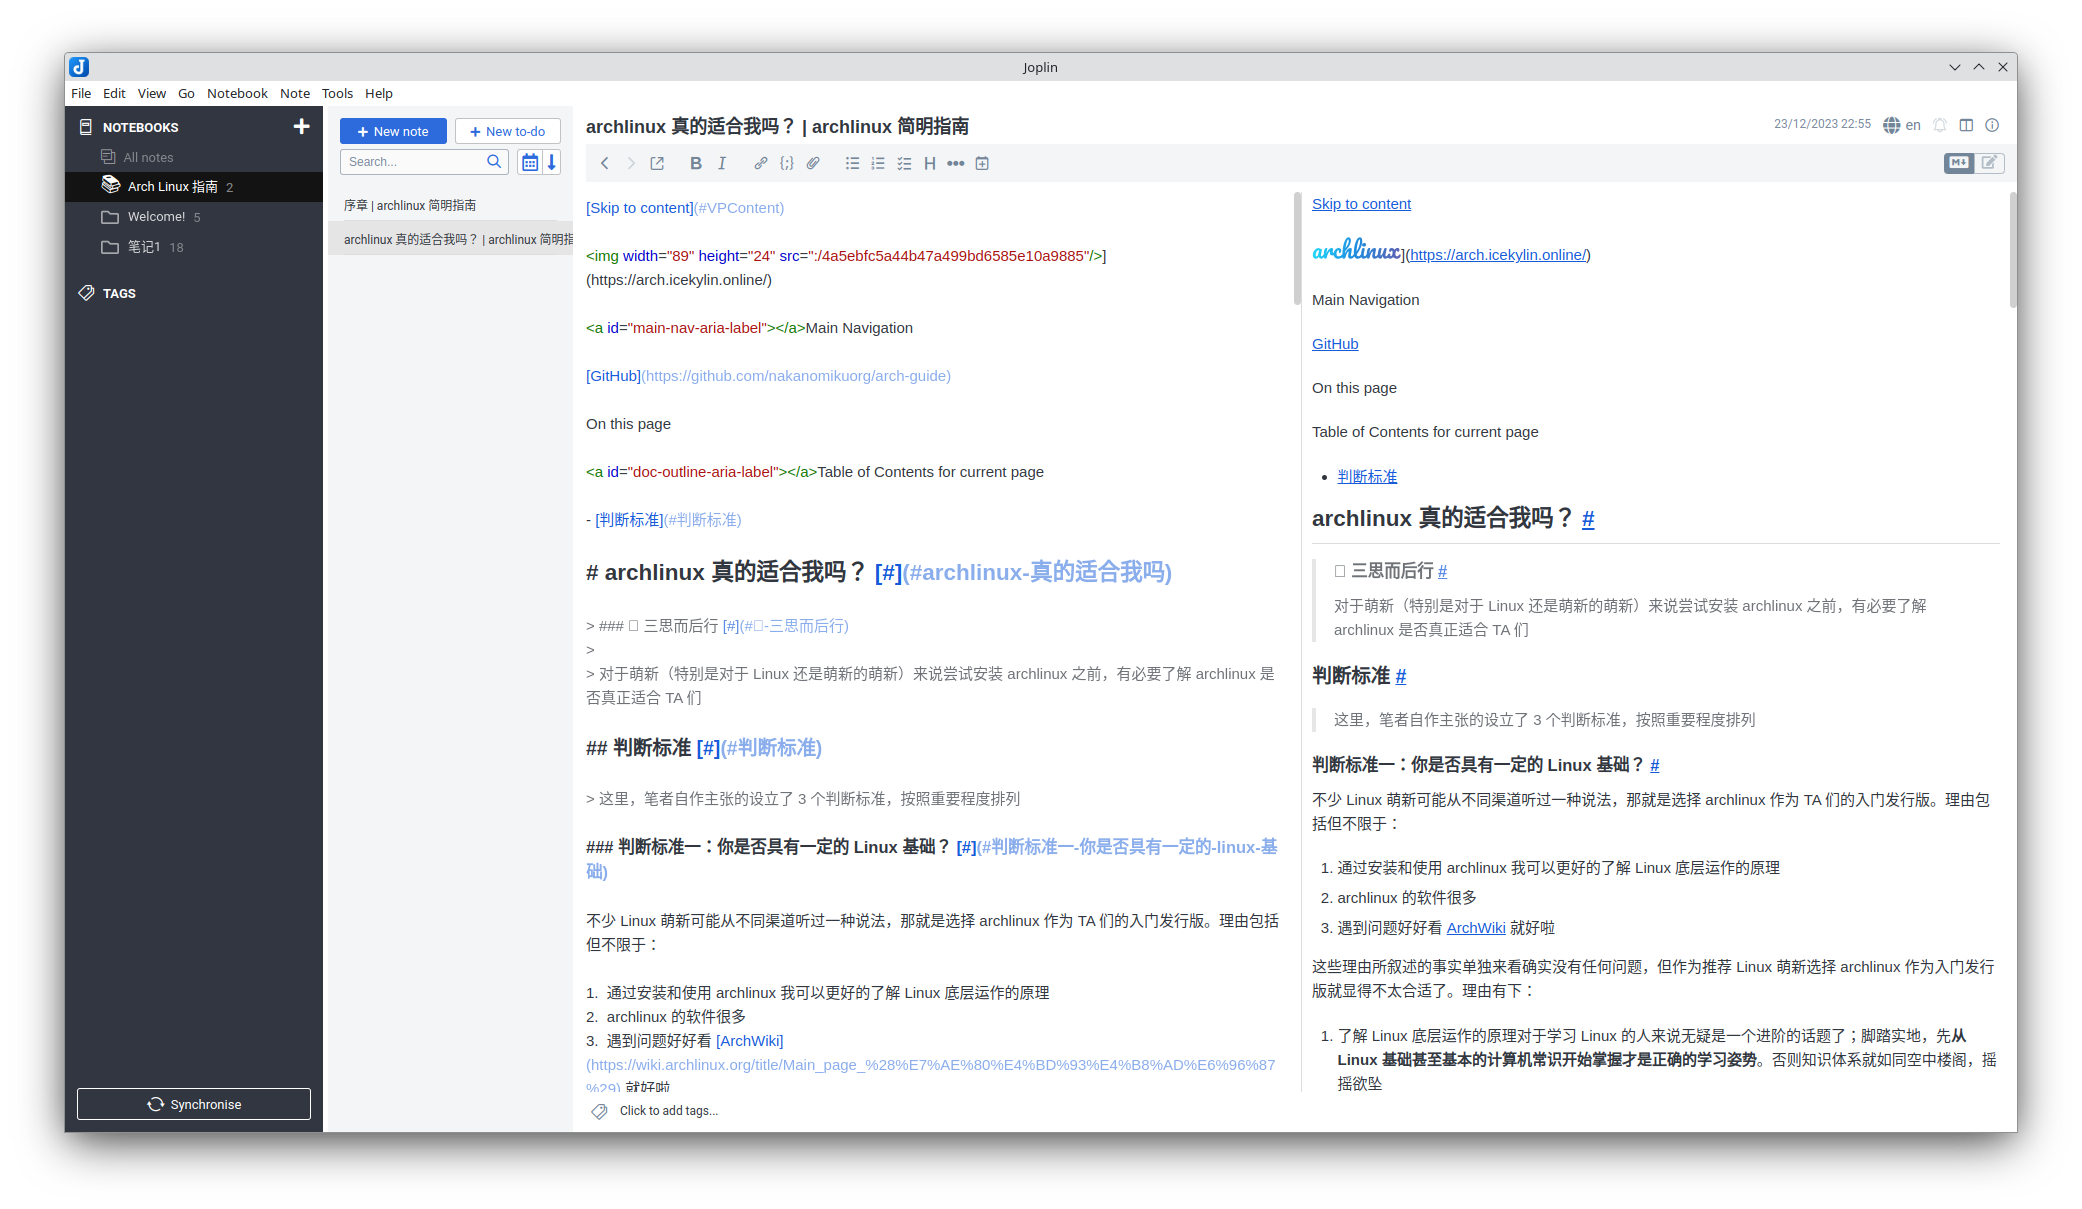 Joplin
File Edit View Go Notebook Note Tools Help
NOTEBOOKS
All notes
Arch Linux 指南 2
Welcome! 5
笔记1 18
TAGS
Synchronise
New note
New to-do
Search...
序章 | archlinux 简明指南
archlinux 真的适合我吗？ | archlinux 简明指
archlinux 真的适合我吗？ | archlinux 简明指南
23/12/2023 22:55
en
[Skip to content](#VPContent)
<img width="89" height="24" src=":/4a5ebfc5a44b47a499bd6585e10a9885"/>]
(https://arch.icekylin.online/)
<a id="main-nav-aria-label"></a>Main Navigation
[GitHub](https://github.com/nakanomikuorg/arch-guide)
On this page
<a id="doc-outline-aria-label"></a>Table of Contents for current page
- [判断标准](#判断标准)
# archlinux 真的适合我吗？ [#](#archlinux-真的适合我吗)
> ### 三思而后行 [#](#-三思而后行)
>
> 对于萌新（特别是对于 Linux 还是萌新的萌新）来说尝试安装 archlinux 之前，有必要了解 archlinux 是
否真正适合 TA 们
## 判断标准 [#](#判断标准)
> 这里，笔者自作主张的设立了 3 个判断标准，按照重要程度排列
### 判断标准一：你是否具有一定的 Linux 基础？ [#](#判断标准一-你是否具有一定的-linux-基
础)
不少 Linux 萌新可能从不同渠道听过一种说法，那就是选择 archlinux 作为 TA 们的入门发行版。理由包括
但不限于：
1. 通过安装和使用 archlinux 我可以更好的了解 Linux 底层运作的原理
2. archlinux 的软件很多
3. 遇到问题好好看 [ArchWiki]
(https://wiki.archlinux.org/title/Main_page_%28%E7%AE%80%E4%BD%93%E4%B8%AD%E6%96%87
%29) 就好啦
Click to add tags...
Skip to content
archlinux](https://arch.icekylin.online/)
Main Navigation
GitHub
On this page
Table of Contents for current page
• 判断标准
archlinux 真的适合我吗？ #
三思而后行 #
对于萌新（特别是对于 Linux 还是萌新的萌新）来说尝试安装 archlinux 之前，有必要了解
archlinux 是否真正适合 TA 们
判断标准 #
这里，笔者自作主张的设立了 3 个判断标准，按照重要程度排列
判断标准一：你是否具有一定的 Linux 基础？ #
不少 Linux 萌新可能从不同渠道听过一种说法，那就是选择 archlinux 作为 TA 们的入门发行版。理由包
括但不限于：
1. 通过安装和使用 archlinux 我可以更好的了解 Linux 底层运作的原理
2. archlinux 的软件很多
3. 遇到问题好好看 ArchWiki 就好啦
这些理由所叙述的事实单独来看确实没有任何问题，但作为推荐 Linux 萌新选择 archlinux 作为入门发行
版就显得不太合适了。理由有下：
1. 了解 Linux 底层运作的原理对于学习 Linux 的人来说无疑是一个进阶的话题了；脚踏实地，先从
Linux 基础甚至基本的计算机常识开始掌握才是正确的学习姿势。否则知识体系就如同空中楼阁，摇
摇欲坠